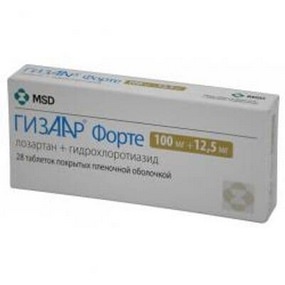 MSD
ГИЗААР® Форте 100 мг + 12,5 мг
лозартан + гидрохлоротиазид
28 таблеток покрытых пленочной оболочкой